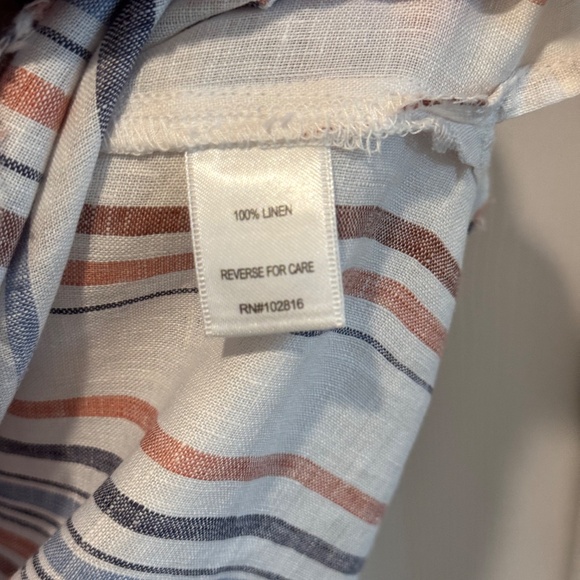 100% LINEN
REVERSE FOR CARE
RN#102816